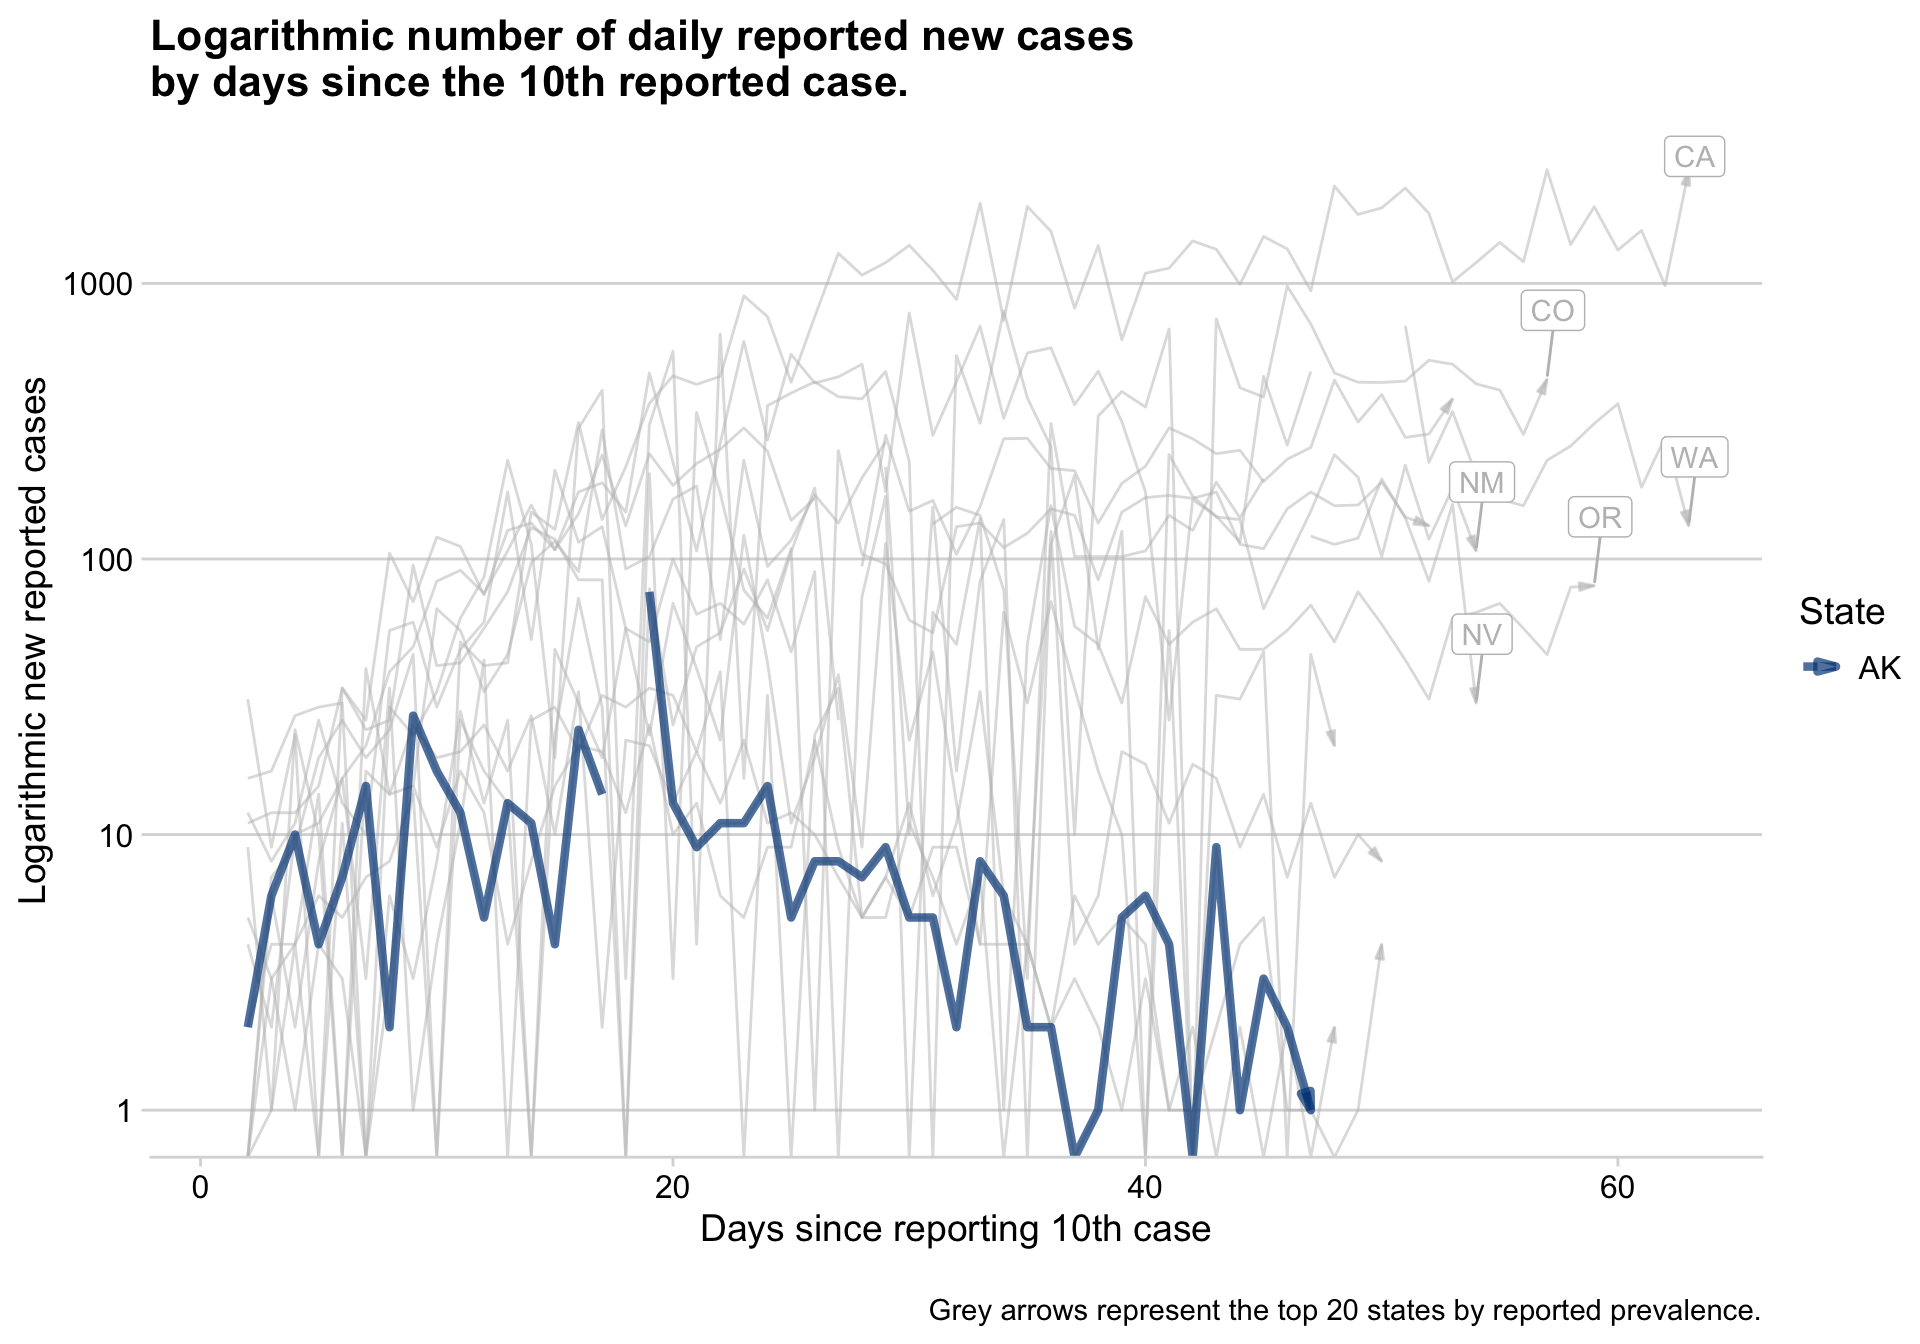 Logarithmic number of daily reported new cases
by days since the 10th reported case.
Logarithmic new reported cases
1000
100
10
1
CA
CO
WA
NM
OR
NV
State
AK
0
20
40
60
Days since reporting 10th case
Grey arrows represent the top 20 states by reported prevalence.